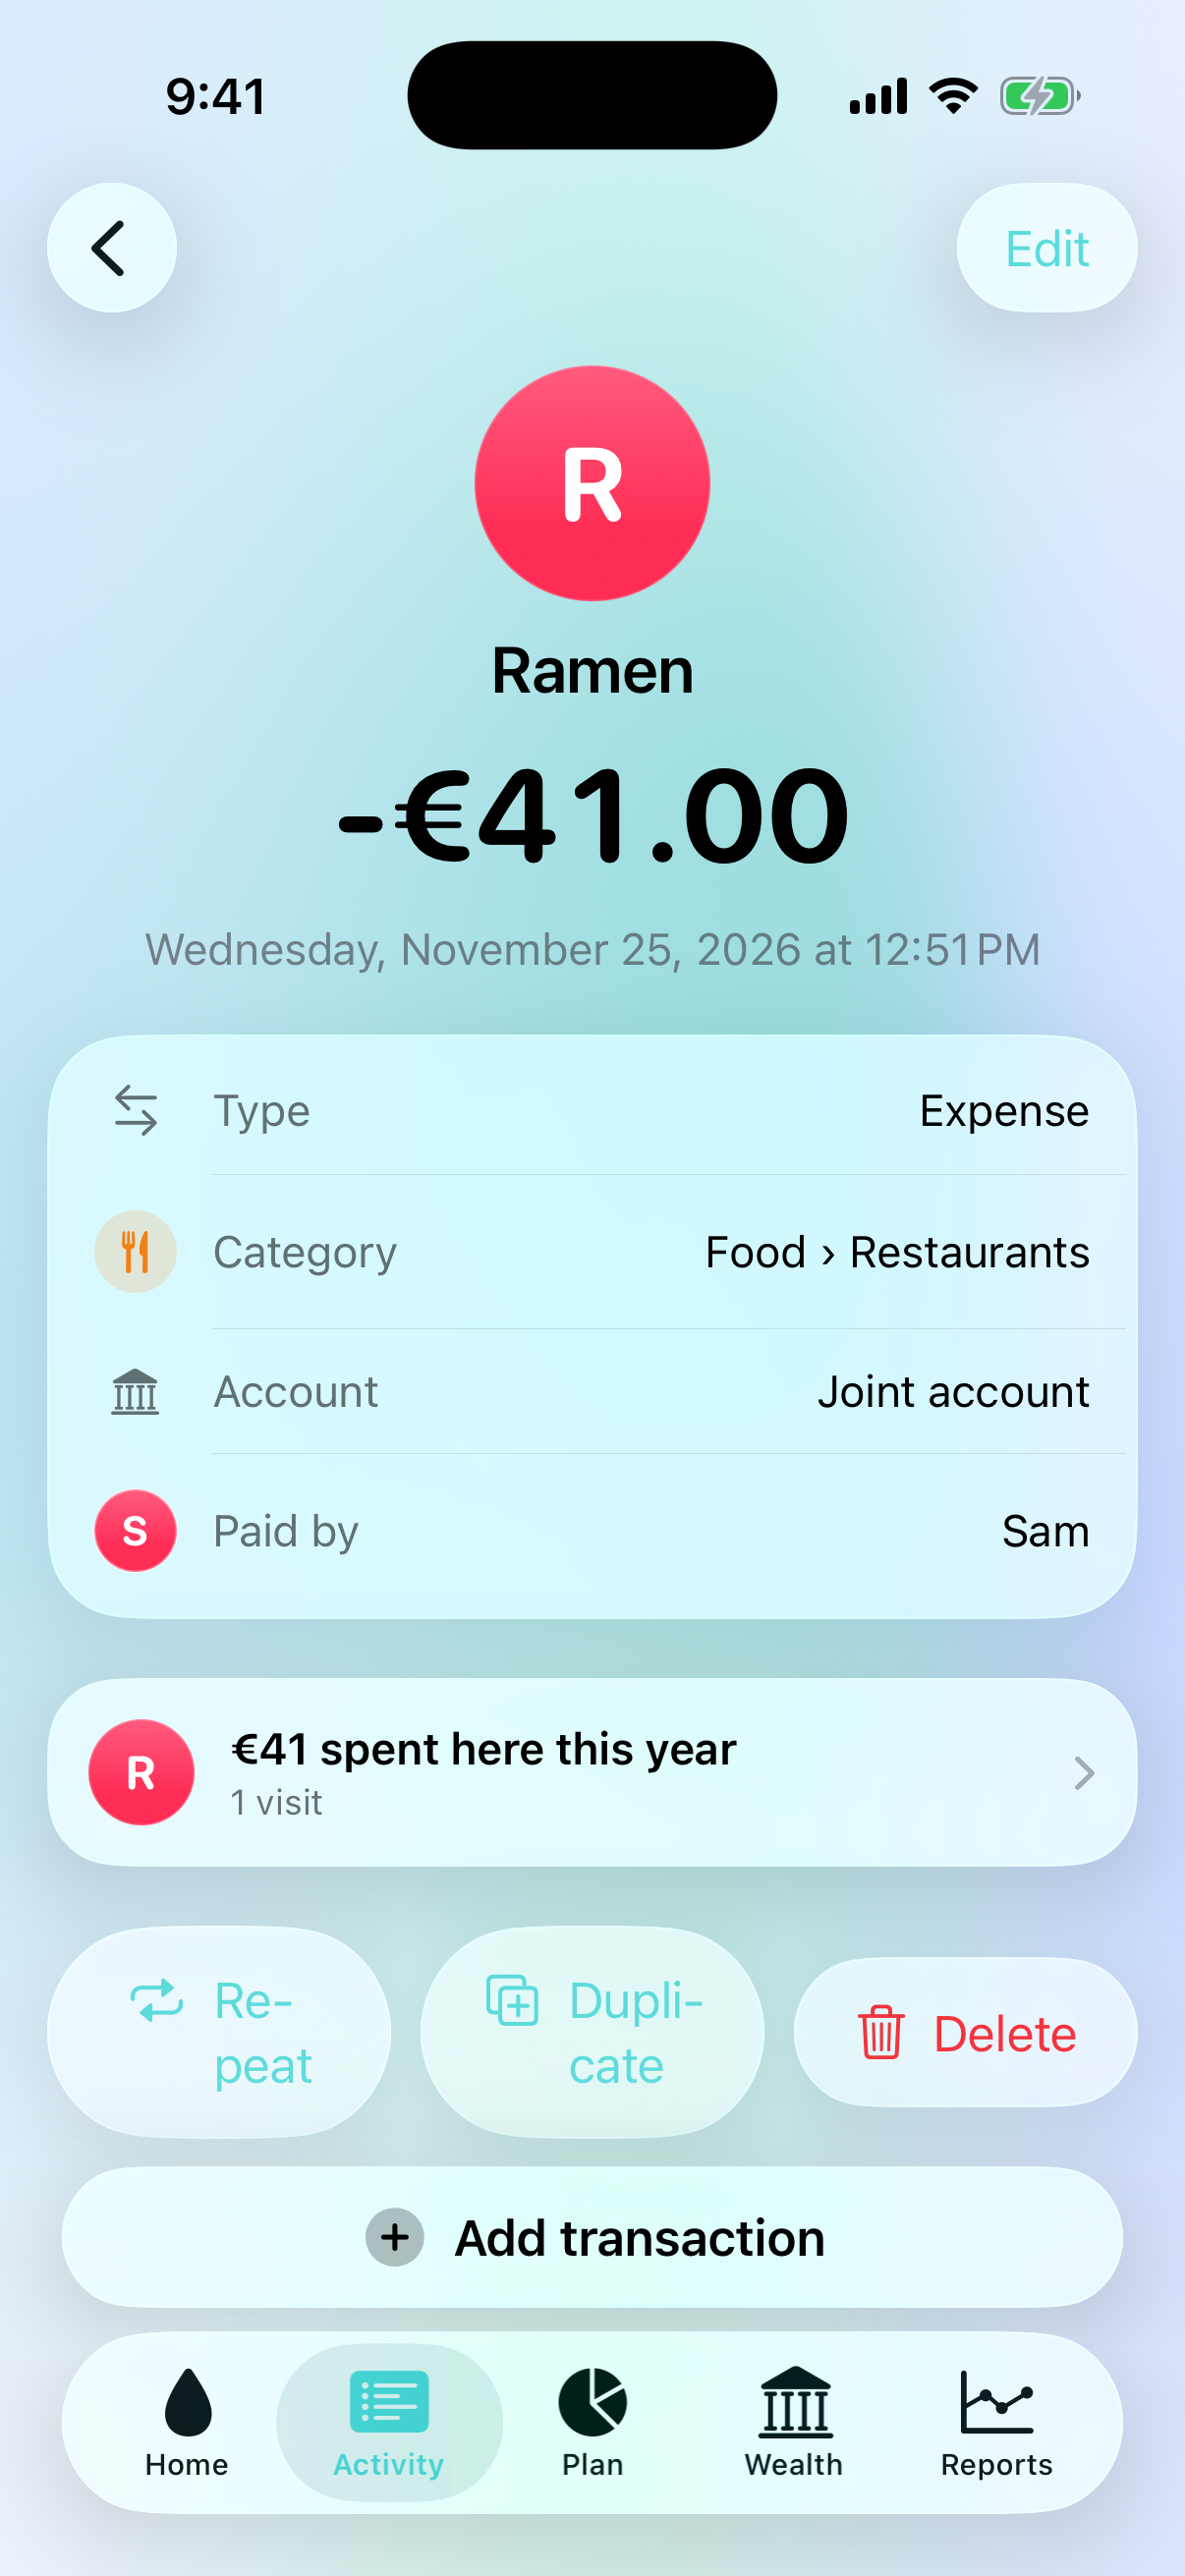 9:41
Edit
R
Ramen
-€41.00
Wednesday, November 25, 2026 at 12:51 PM
Type Expense
Category Food › Restaurants
Account Joint account
S Paid by Sam
R €41 spent here this year
1 visit
Re-
peat
Dupli-
cate
Delete
Add transaction
Home Activity Plan Wealth Reports